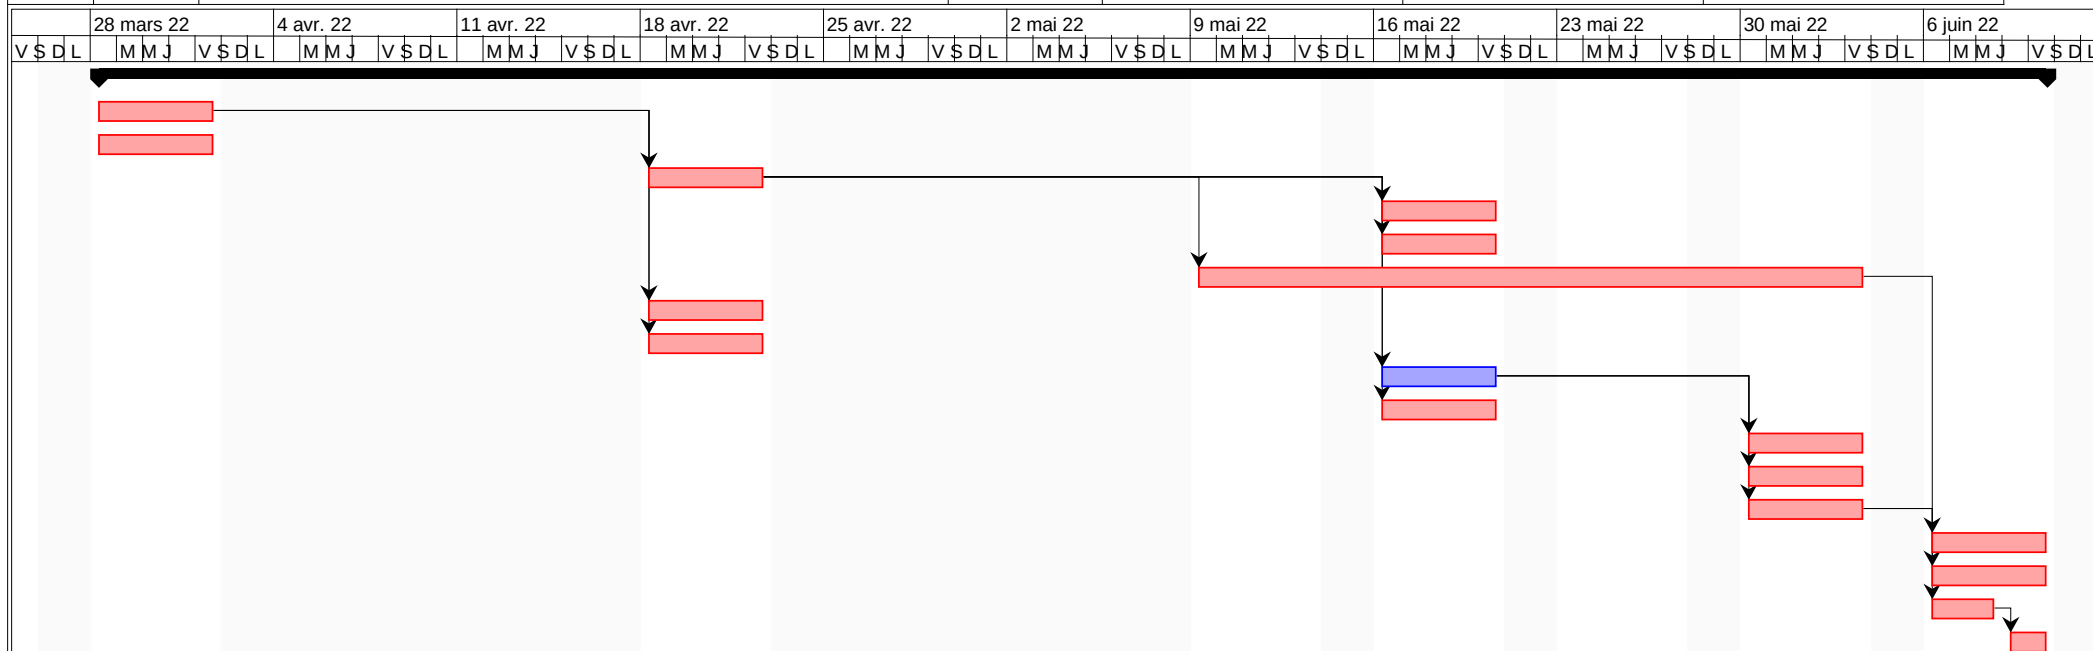 28 mars 22 4 avr. 22 11 avr. 22 18 avr. 22 25 avr. 22 2 mai 22 9 mai 22 16 mai 22 23 mai 22 30 mai 22 6 juin 22
V S D L M M J V S D L M M J V S D L M M J V S D L M M J V S D L M M J V S D L M M J V S D L M M J V S D L M M J V S D L M M J V S D L M M J V S D L M M J V S D L